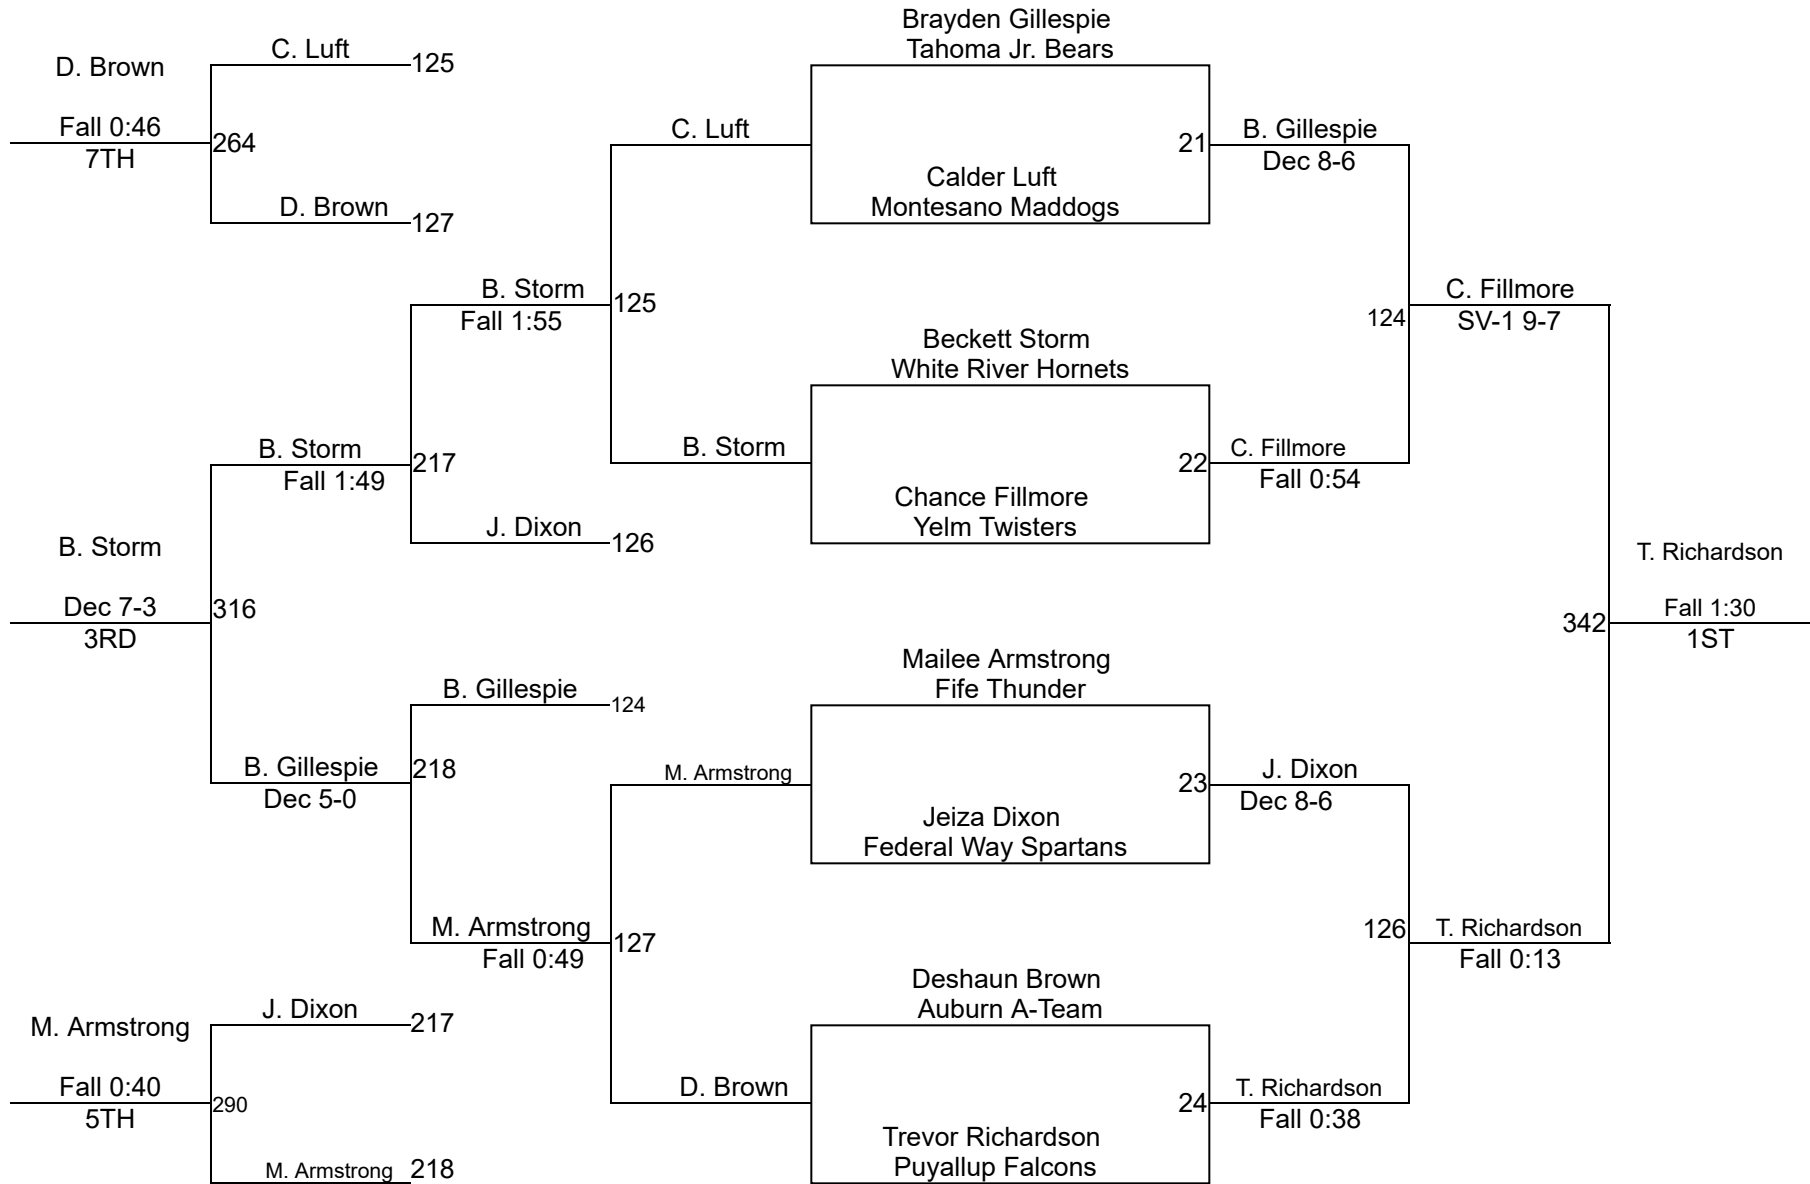 Brayden Gillespie
Tahoma Jr. Bears
C. Luft
125
D. Brown
Fall 0:46
7TH
264
C. Luft
21
B. Gillespie
Dec 8-6
Calder Luft
Montesano Maddogs
D. Brown
127
B. Storm
Fall 1:55
125
C. Fillmore
SV-1 9-7
124
Beckett Storm
White River Hornets
B. Storm
Fall 1:49
217
B. Storm
22
C. Fillmore
Fall 0:54
Chance Fillmore
Yelm Twisters
J. Dixon
126
B. Storm
Dec 7-3
3RD
316
T. Richardson
342
Fall 1:30
1ST
Mailee Armstrong
Fife Thunder
B. Gillespie
124
B. Gillespie
Dec 5-0
218
M. Armstrong
23
J. Dixon
Dec 8-6
Jeiza Dixon
Federal Way Spartans
M. Armstrong
Fall 0:49
127
126
T. Richardson
Fall 0:13
Deshaun Brown
Auburn A-Team
J. Dixon
217
M. Armstrong
Fall 0:40
5TH
290
D. Brown
24
T. Richardson
Fall 0:38
Trevor Richardson
Puyallup Falcons
M. Armstrong
218